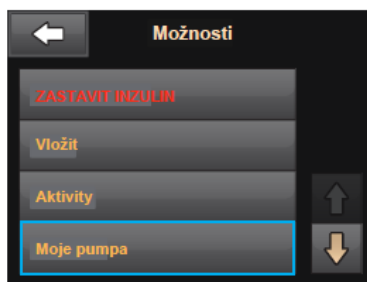 Možnosti
ZASTAVIT INZULIN
Vložit
Aktivity
Moje pumpa